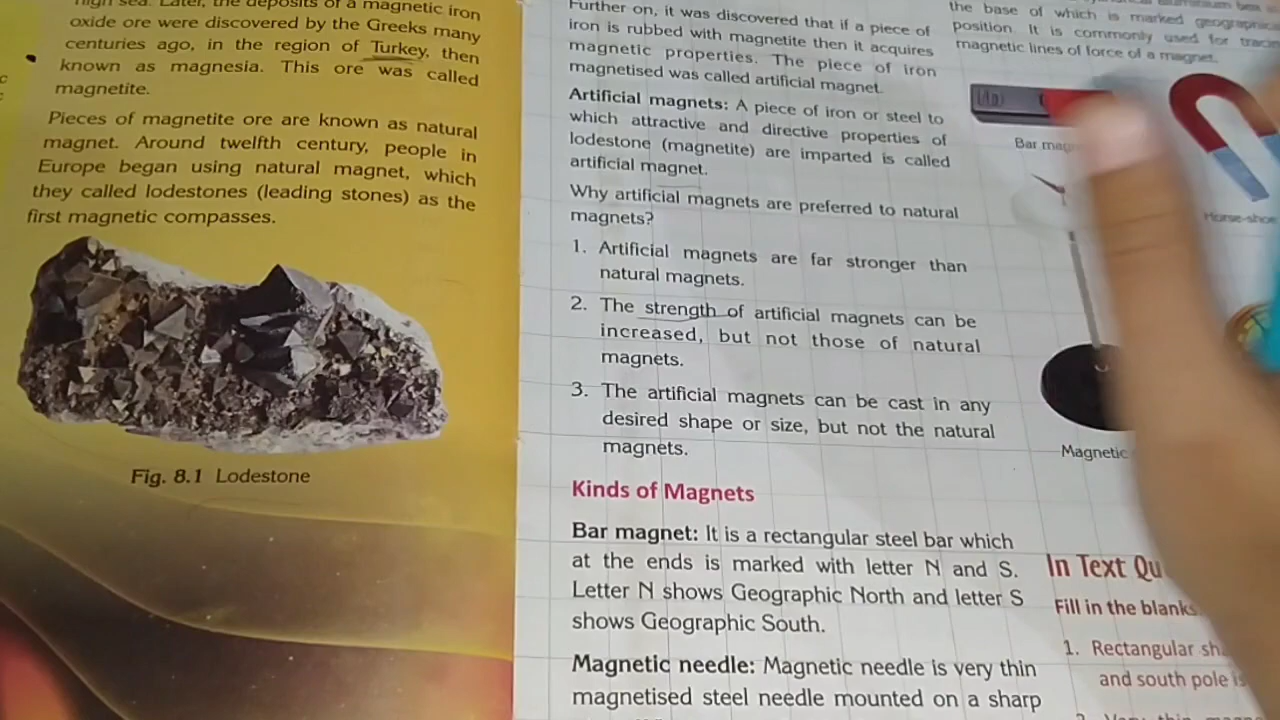 high sea. Later, the deposits of a magnetic iron
oxide ore were discovered by the Greeks many
centuries ago, in the region of Turkey, then
known as magnesia. This ore was called
magnetite.
Pieces of magnetite ore are known as natural
magnet. Around twelfth century, people in
Europe began using natural magnet, which
they called lodestones (leading stones) as the
first magnetic compasses.
Fig. 8.1 Lodestone
Further on, it was discovered that if a piece of
iron is rubbed with magnetite then it acquires
magnetic properties. The piece of iron
magnetised was called artificial magnet.
Artificial magnets: A piece of iron or steel to
which attractive and directive properties of
lodestone (magnetite) are imparted is called
artificial magnet.
Why artificial magnets are preferred to natural
magnets?
1. Artificial magnets are far stronger than
natural magnets.
2. The strength of artificial magnets can be
increased, but not those of natural
magnets.
3. The artificial magnets can be cast in any
desired shape or size, but not the natural
magnets.
Kinds of Magnets
Bar magnet: It is a rectangular steel bar which
at the ends is marked with letter N and S.
Letter N shows Geographic North and letter S
shows Geographic South.
Magnetic needle: Magnetic needle is very thin
magnetised steel needle mounted on a sharp
the base of which is marked
position. It is commonly used for
magnetic lines of force of a magnet.
Bar
Magnetic
In Text
Fill in the blanks
1. Rectangular
and south pole is